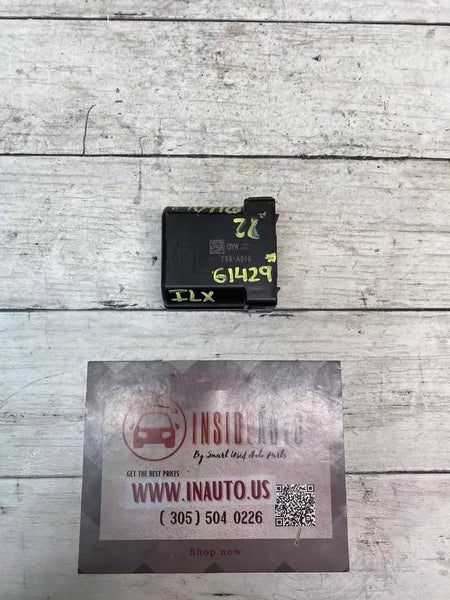 22
GYM
TX6-A010
61429
ILX
INSIDEAUTO
By Smart Used Auto Parts
GET THE BEST PRICES
WWW.INAUTO.US
(305) 504 0226
Shop now